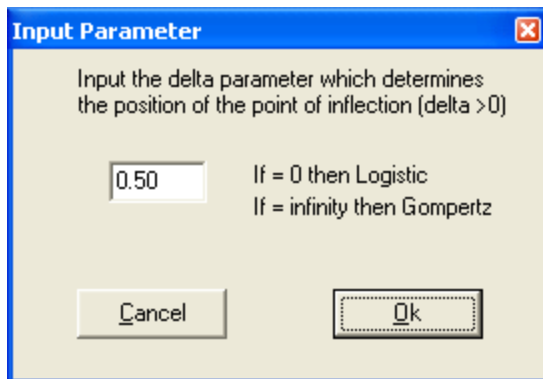 Input Parameter
Input the delta parameter which determines
the position of the point of inflection (delta >0)
0.50
If = 0 then Logistic
If = infinity then Gompertz
Cancel
Ok